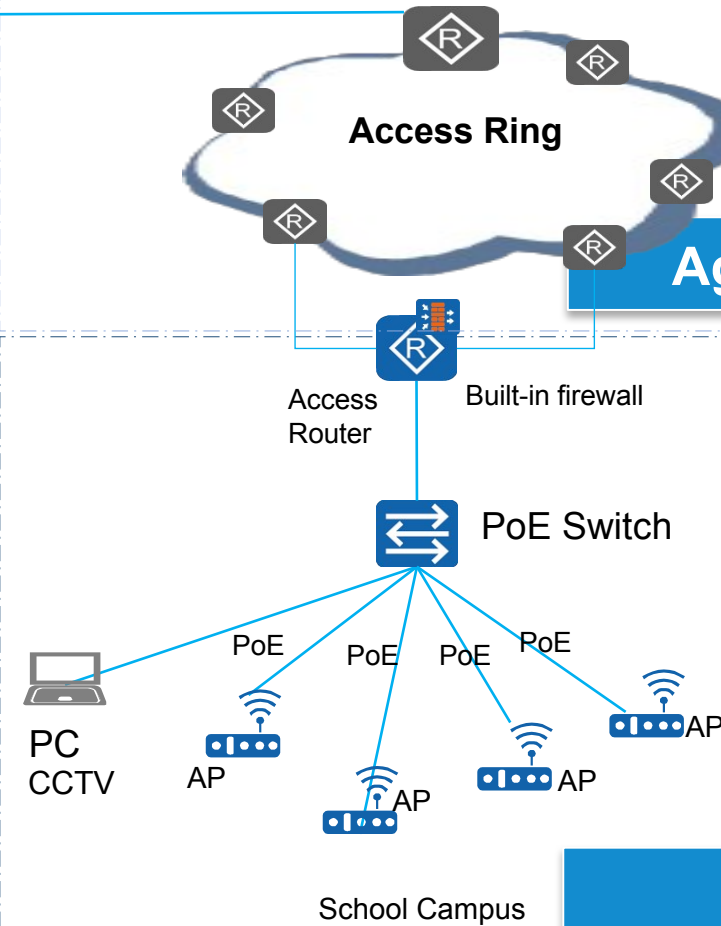 R
R
R
Access Ring
R
R
R
Ag
R
Access
Router
Built-in firewall
PoE Switch
PoE
PoE
PoE
PoE
PC
CCTV
AP
AP
AP
AP
School Campus